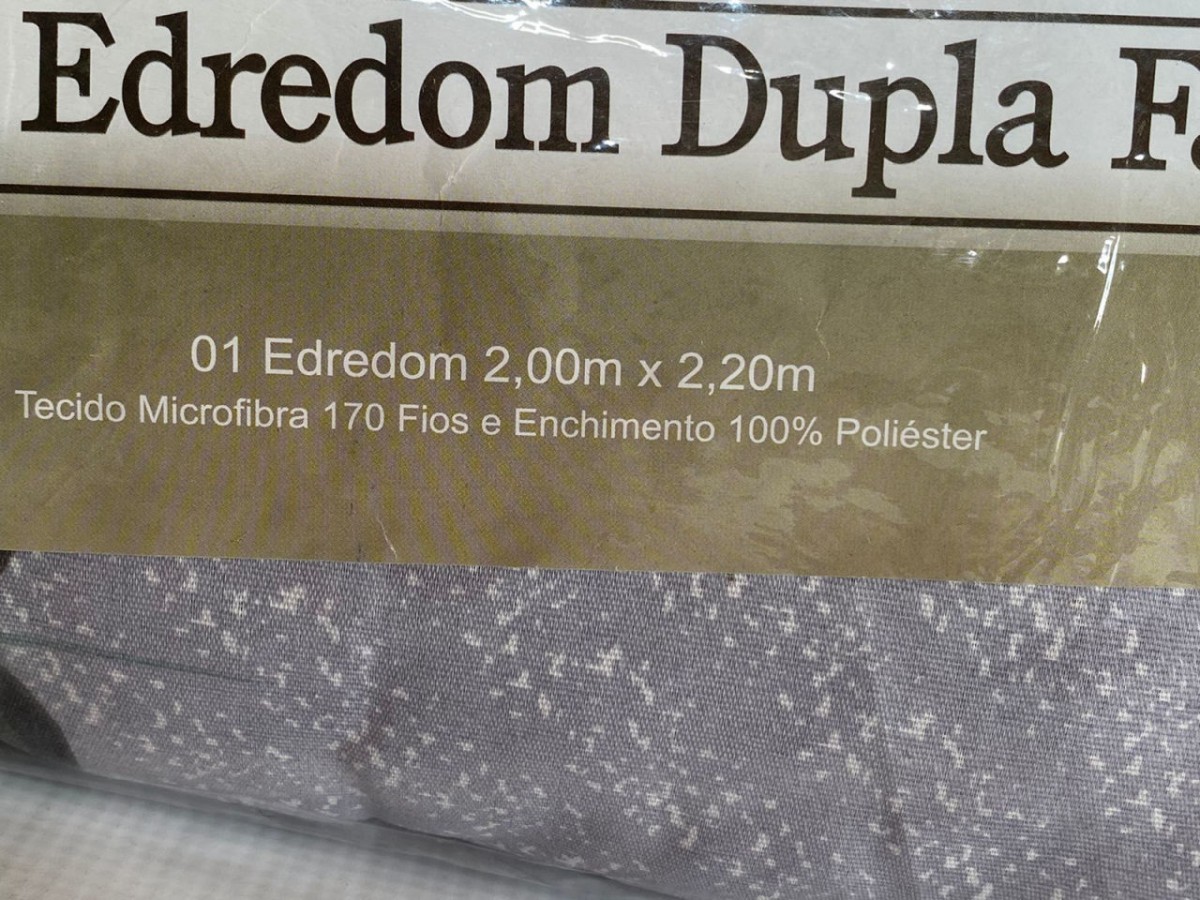 Edredom Dupla F
01 Edredom 2,00m x 2,20m
Tecido Microfibra 170 Fios e Enchimento 100% Poliéster